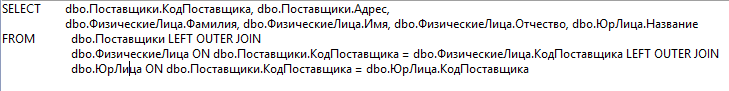 SELECT dbo.Поставщики.КодПоставщика, dbo.Поставщики.Адрес,
dbo.ФизическиеЛица.Фамилия, dbo.ФизическиеЛица.Имя, dbo.ФизическиеЛица.Отчество, dbo.ЮрЛица.Название
FROM dbo.Поставщики LEFT OUTER JOIN
dbo.ФизическиеЛица ON dbo.Поставщики.КодПоставщика = dbo.ФизическиеЛица.КодПоставщика LEFT OUTER JOIN
dbo.ЮрЛица ON dbo.Поставщики.КодПоставщика = dbo.ЮрЛица.КодПоставщика